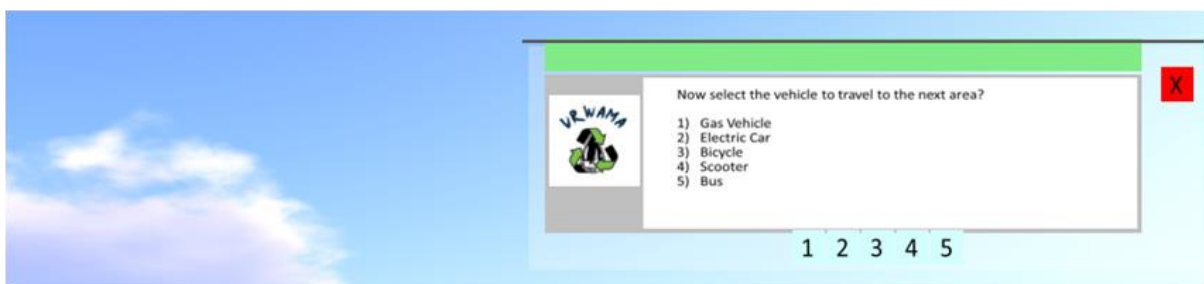 Now select the vehicle to travel to the next area?
VRWAMA
1) Gas Vehicle
2) Electric Car
3) Bicycle
4) Scooter
5) Bus
1 2 3 4 5
X